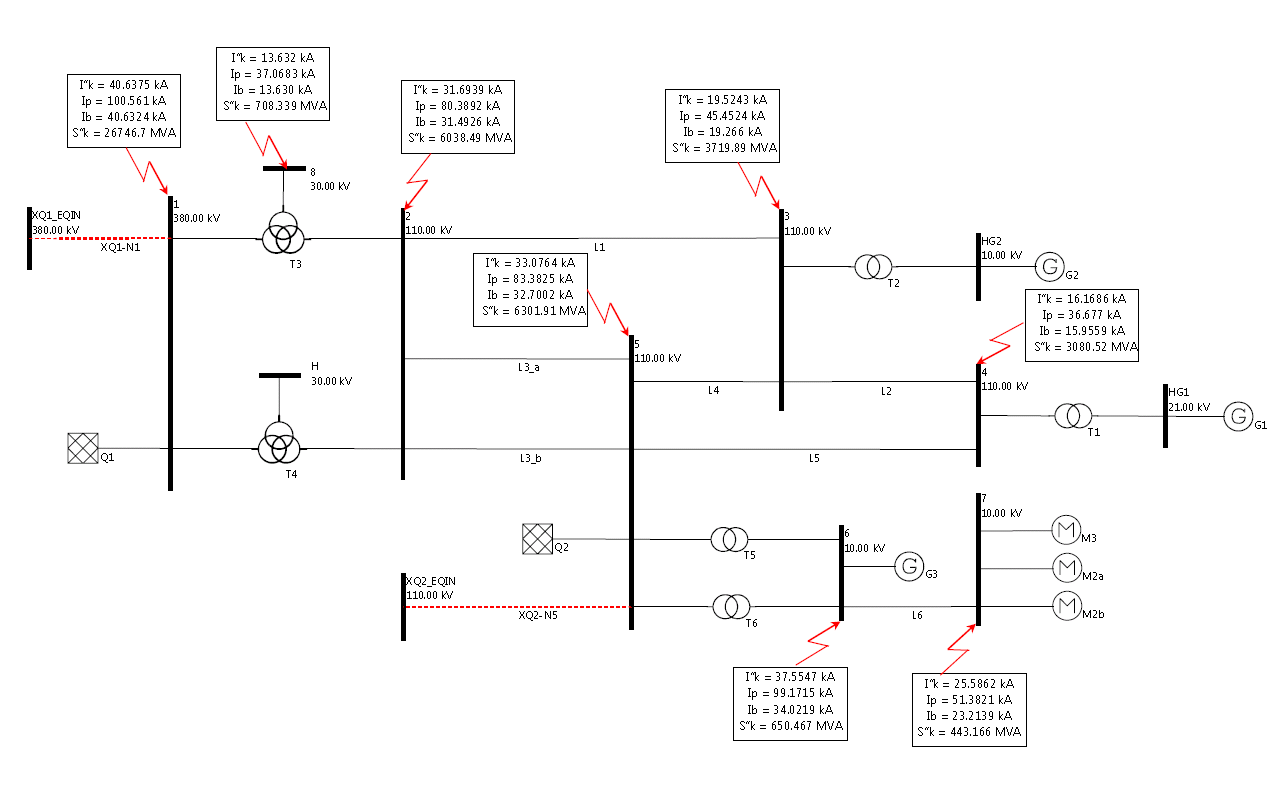 I"k = 40.6375 kA
Ip = 100.561 kA
Ib = 40.6324 kA
S"k = 26746.7 MVA
I"k = 13.632 kA
Ip = 37.0683 kA
Ib = 13.630 kA
S"k = 708.339 MVA
I"k = 31.6939 kA
Ip = 80.3892 kA
Ib = 31.4926 kA
S"k = 6038.49 MVA
I"k = 19.5243 kA
Ip = 45.4524 kA
Ib = 19.266 kA
S"k = 3719.89 MVA
8
30.00 kV
XQ1_EQIN
380.00 kV
XQ1-N1
1
380.00 kV
T3
2
110.00 kV
L1
3
110.00 kV
HG2
10.00 kV
T2
G2
I"k = 33.0764 kA
Ip = 83.3825 kA
Ib = 32.7002 kA
S"k = 6301.91 MVA
I"k = 16.1686 kA
Ip = 36.677 kA
Ib = 15.9559 kA
S"k = 3080.52 MVA
5
110.00 kV
L3_a
H
30.00 kV
L4
L2
4
110.00 kV
HG1
21.00 kV
T1
G1
Q1
T4
L3_b
L5
7
10.00 kV
M3
Q2
T5
6
10.00 kV
G3
M2a
XQ2_EQIN
110.00 kV
XQ2-N5
T6
L6
M2b
I"k = 37.5547 kA
Ip = 99.1715 kA
Ib = 34.0219 kA
S"k = 650.467 MVA
I"k = 25.5862 kA
Ip = 51.3821 kA
Ib = 23.2139 kA
S"k = 443.166 MVA
G
G
G
M
M
M